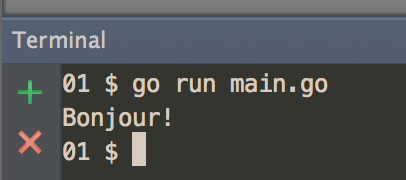 Terminal
01 $ go run main.go
Bonjour!
01 $